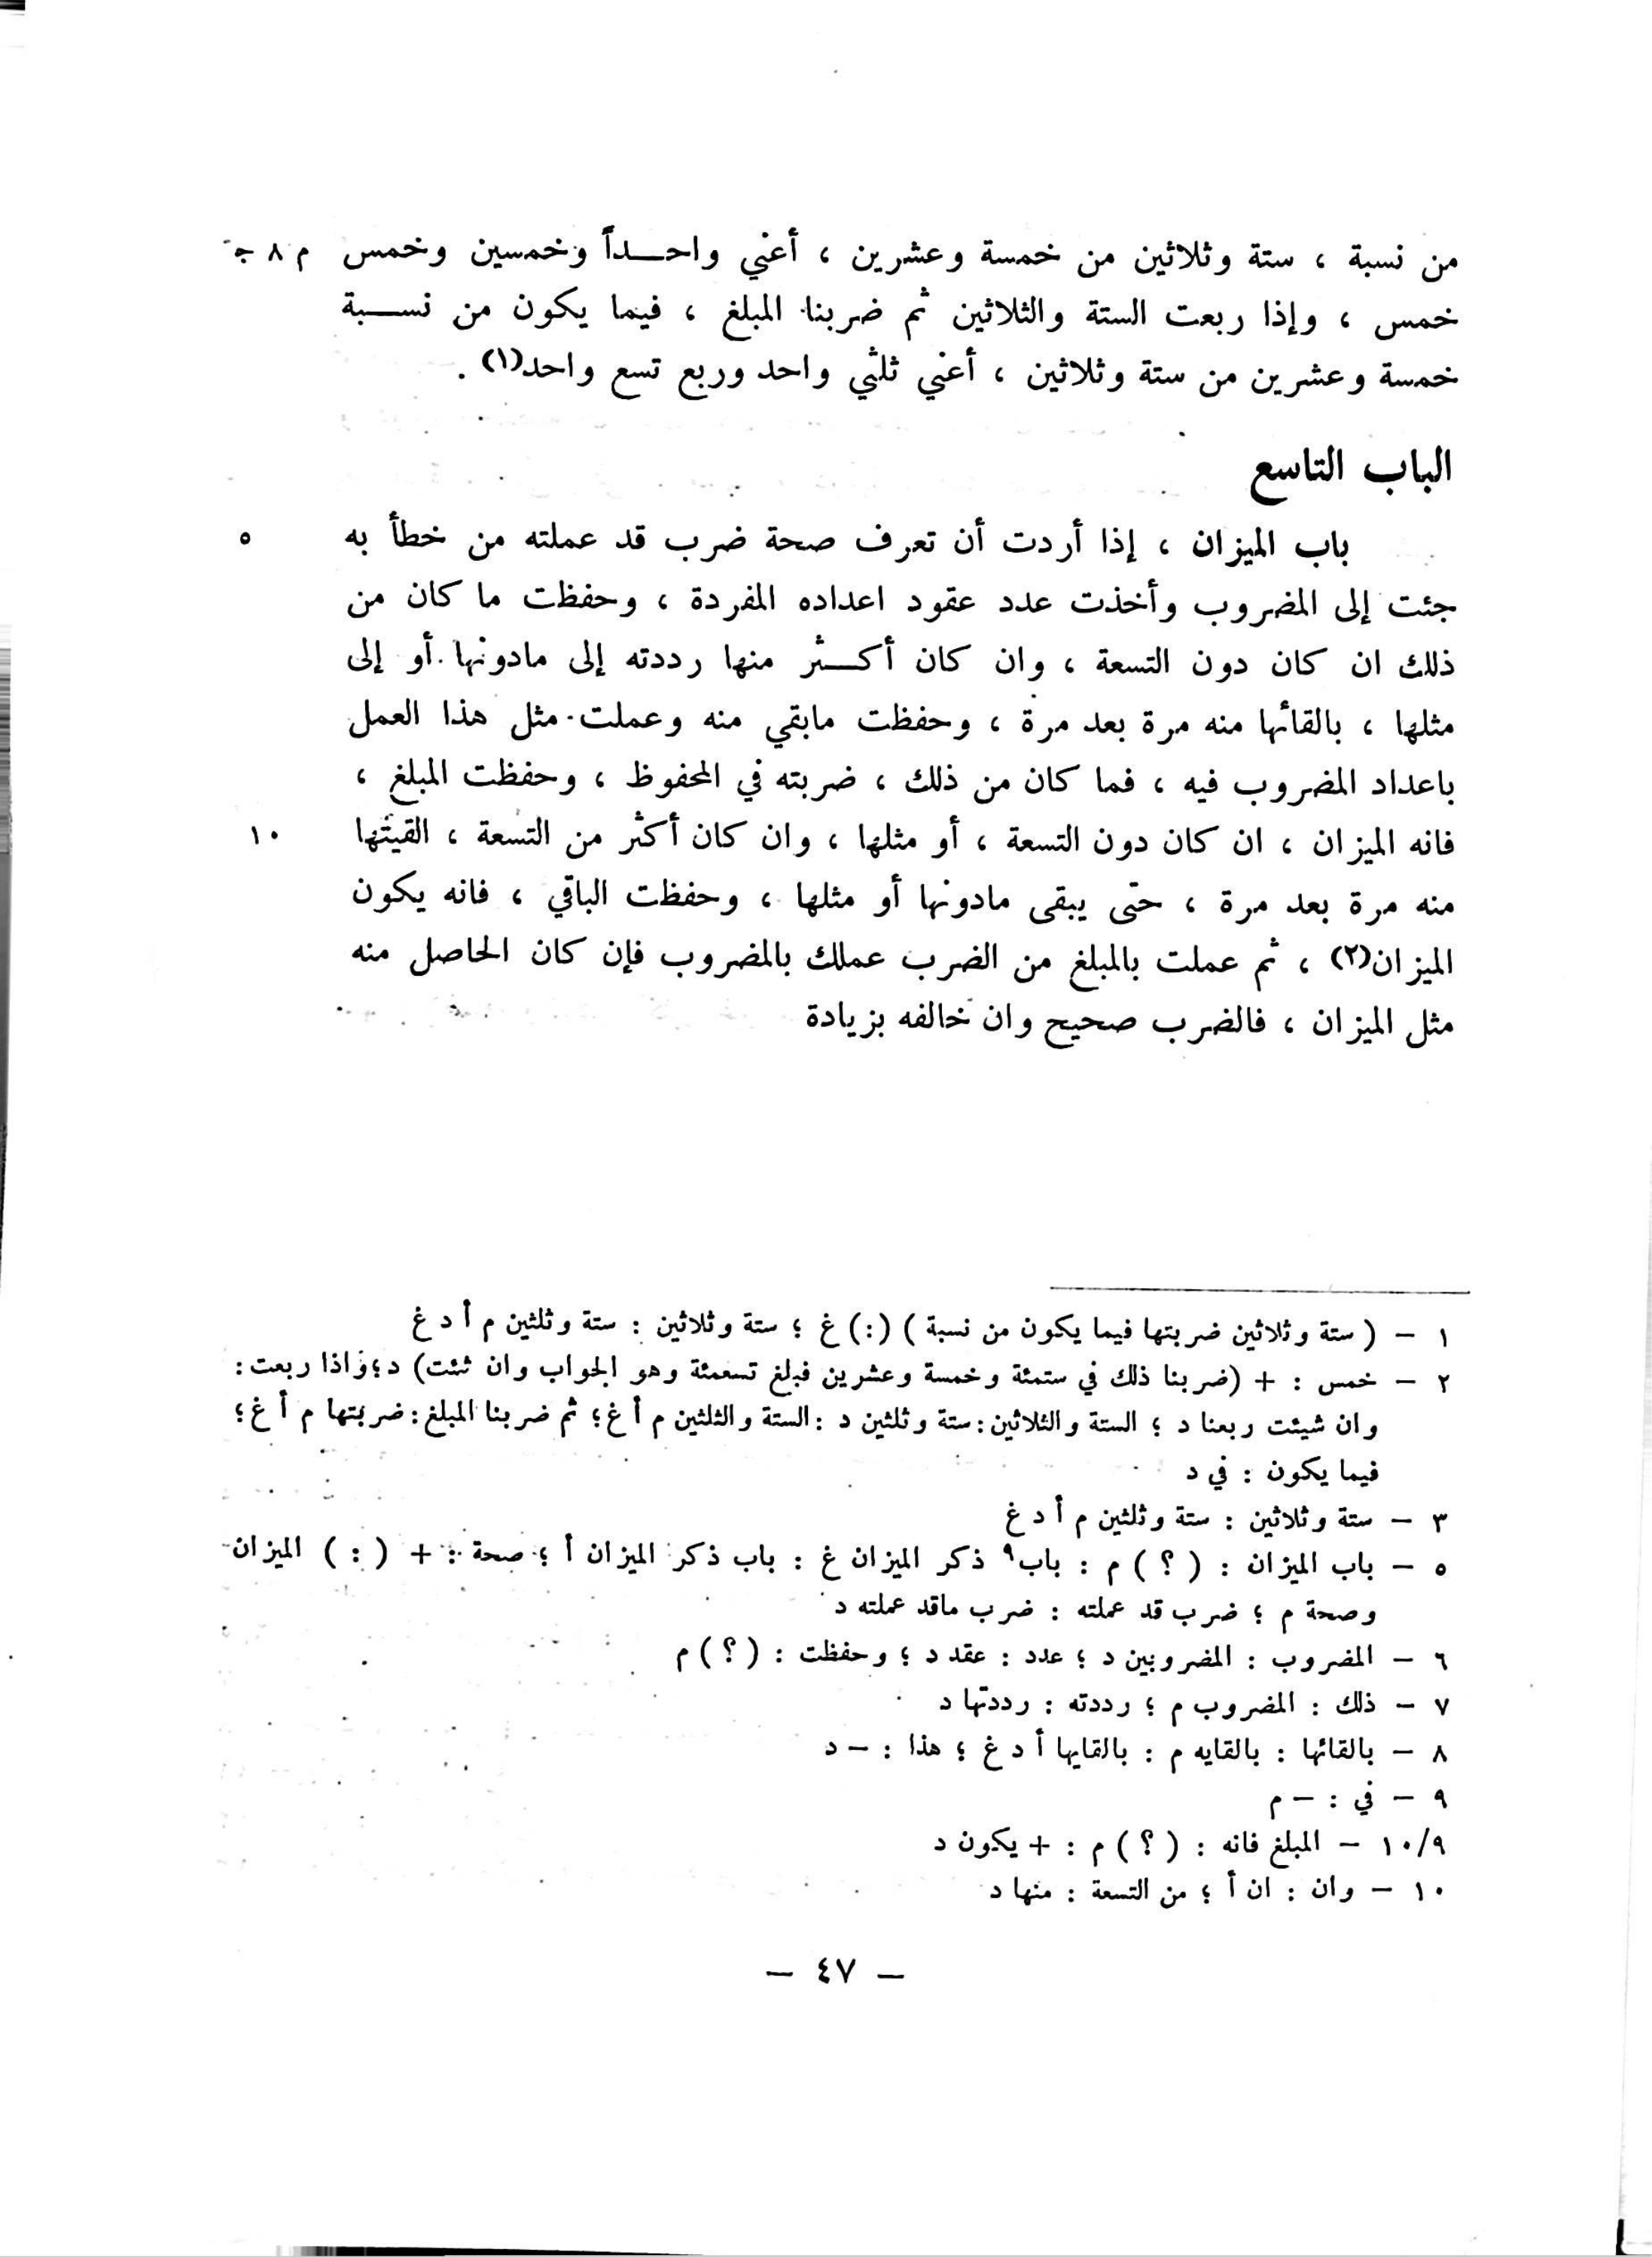 من نسبة ، ستة وثلاثين من خمسة وعشرين ، أعني واحـــداً وخمسين وخمس م ٨ جـ
خمس ، وإذا ربعت الستة والثلاثين ثم ضربنا المبلغ ، فيما يكون من نســـبة
خمسة وعشرين من ستة وثلاثين ، أعني ثلثي واحد وربع تسع واحد(١) .
الباب التاسع
باب الميزان ، إذا أردت أن تعرف صحة ضرب قد عملته من خطأ به ٥
جئت إلى المضروب وأخذت عدد عقود اعداده المفردة ، وحفظت ما كان من
ذلك ان كان دون التسعة ، وان كان أكـــثر منها رددته إلى مادونها أو إلى
مثلها ، بالقائها منه مرة بعد مرة ، وحفظت مابقي منه وعملت مثل هذا العمل
باعداد المضروب فيه ، فما كان من ذلك ، ضربته في المحفوظ ، وحفظت المبلغ ،
فانه الميزان ، ان كان دون التسعة ، أو مثلها ، وان كان أكثر من التسعة ، القيتها ١٠
منه مرة بعد مرة ، حتى يبقى مادونها أو مثلها ، وحفظت الباقي ، فانه يكون
الميزان(٢) ، ثم عملت بالمبلغ من الضرب عملك بالمضروب فإن كان الحاصل منه
مثل الميزان ، فالضرب صحيح وان خالفه بزيادة
١ – ( ستة وثلاثين ضربتها فيما يكون من نسبة ) (:) غ ؛ ستة وثلاثين : ستة وثلثين م أ د غ
٢ – خمس : + (ضربنا ذلك في ستمئة وخمسة وعشرين فبلغ تسعمئة وهو الجواب وان شئت) د؛ واذا ربعت :
وان شيئت ربعنا د ؛ الستة والثلاثين : ستة وثلثين د : الستة والثلثين م أ غ؛ ثم ضربنا المبلغ : ضربتها م أ غ؛
فيما يكون : في د
٣ – ستة وثلاثين : ستة وثلثين م أ د غ
٥ – باب الميزان : ( ؟ ) م : باب٩ ذكر الميزان غ : باب ذكر الميزان أ ؛ صحة : + ( : ) الميزان
وصحة م ؛ ضرب قد عملته : ضرب ماقد عملته د
٦ – المضروب : المضروبين د ؛ عدد : عقد د ؛ وحفظت : ( ؟ ) م
٧ – ذلك : المضروب م ؛ رددته : رددتها د
٨ – بالقائها : بالقايه م : بالقايها أ د غ ؛ هذا : – د
٩ – في : – م
١٠/٩ – المبلغ فانه : ( ؟ ) م : + يكون د
١٠ – وان : ان أ ؛ من التسعة : منها د
– ٤٧ –